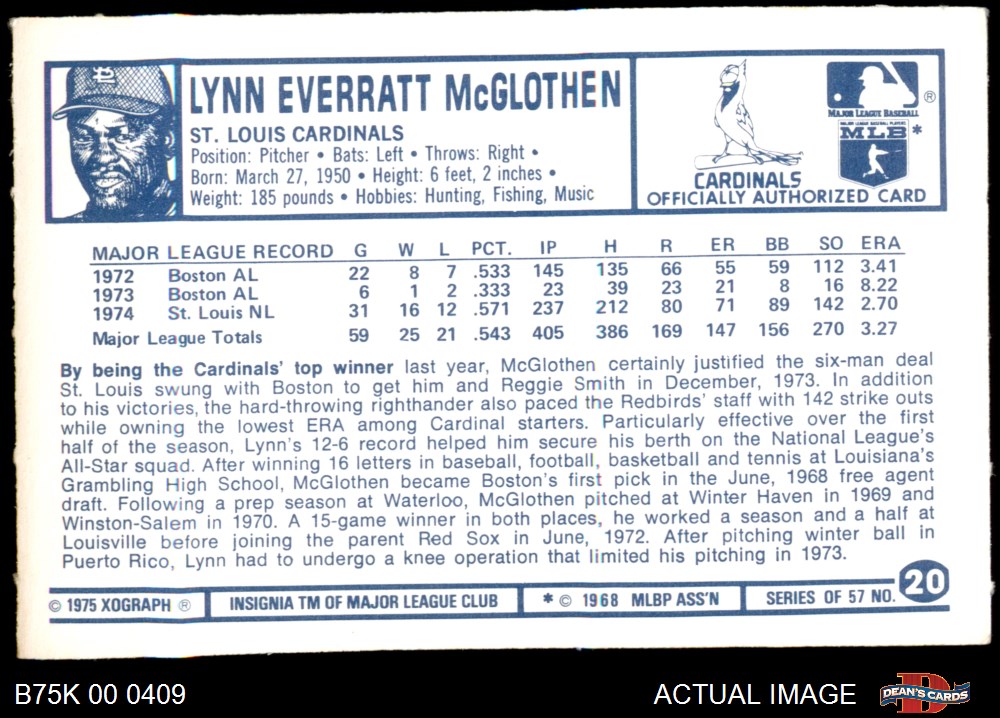 LYNN EVERRATT McGLOTHEN
ST. LOUIS CARDINALS
Position: Pitcher • Bats: Left • Throws: Right •
Born: March 27, 1950 • Height: 6 feet, 2 inches •
Weight: 185 pounds • Hobbies: Hunting, Fishing, Music
CARDINALS
OFFICIALLY AUTHORIZED CARD
MAJOR LEAGUE BASEBALL ®
MAJOR LEAGUE BASEBALL PLAYERS
MLB *
MAJOR LEAGUE RECORD G W L PCT. IP H R ER BB SO ERA
1972 Boston AL 22 8 7 .533 145 135 66 55 59 112 3.41
1973 Boston AL 6 1 2 .333 23 39 23 21 8 16 8.22
1974 St. Louis NL 31 16 12 .571 237 212 80 71 89 142 2.70
Major League Totals 59 25 21 .543 405 386 169 147 156 270 3.27
By being the Cardinals' top winner last year, McGlothen certainly justified the six-man deal
St. Louis swung with Boston to get him and Reggie Smith in December, 1973. In addition
to his victories, the hard-throwing righthander also paced the Redbirds' staff with 142 strike outs
while owning the lowest ERA among Cardinal starters. Particularly effective over the first
half of the season, Lynn's 12-6 record helped him secure his berth on the National League's
All-Star squad. After winning 16 letters in baseball, football, basketball and tennis at Louisiana's
Grambling High School, McGlothen became Boston's first pick in the June, 1968 free agent
draft. Following a prep season at Waterloo, McGlothen pitched at Winter Haven in 1969 and
Winston-Salem in 1970. A 15-game winner in both places, he worked a season and a half at
Louisville before joining the parent Red Sox in June, 1972. After pitching winter ball in
Puerto Rico, Lynn had to undergo a knee operation that limited his pitching in 1973.
© 1975 XOGRAPH ® INSIGNIA TM OF MAJOR LEAGUE CLUB * © 1968 MLBP ASS'N SERIES OF 57 NO. 20
B75K 00 0409 ACTUAL IMAGE DEAN'S CARDS